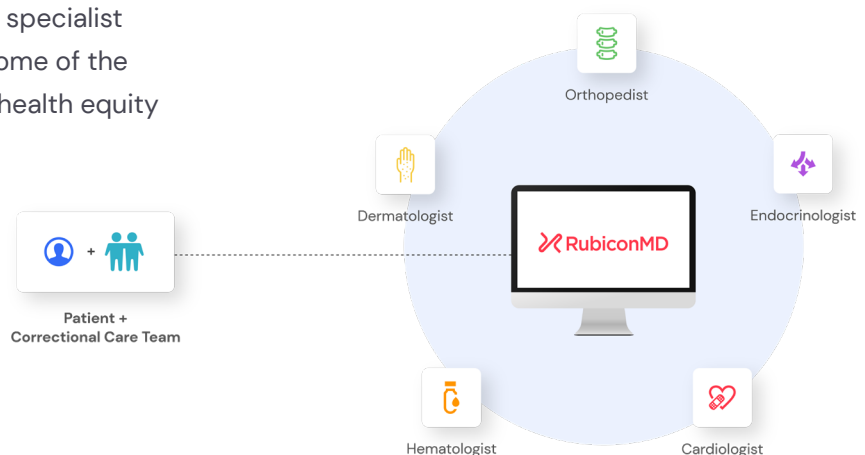 specialist
ome of the
health equity
Orthopedist
Dermatologist
Endocrinologist
RubiconMD
+
Patient +
Correctional Care Team
Hematologist
Cardiologist